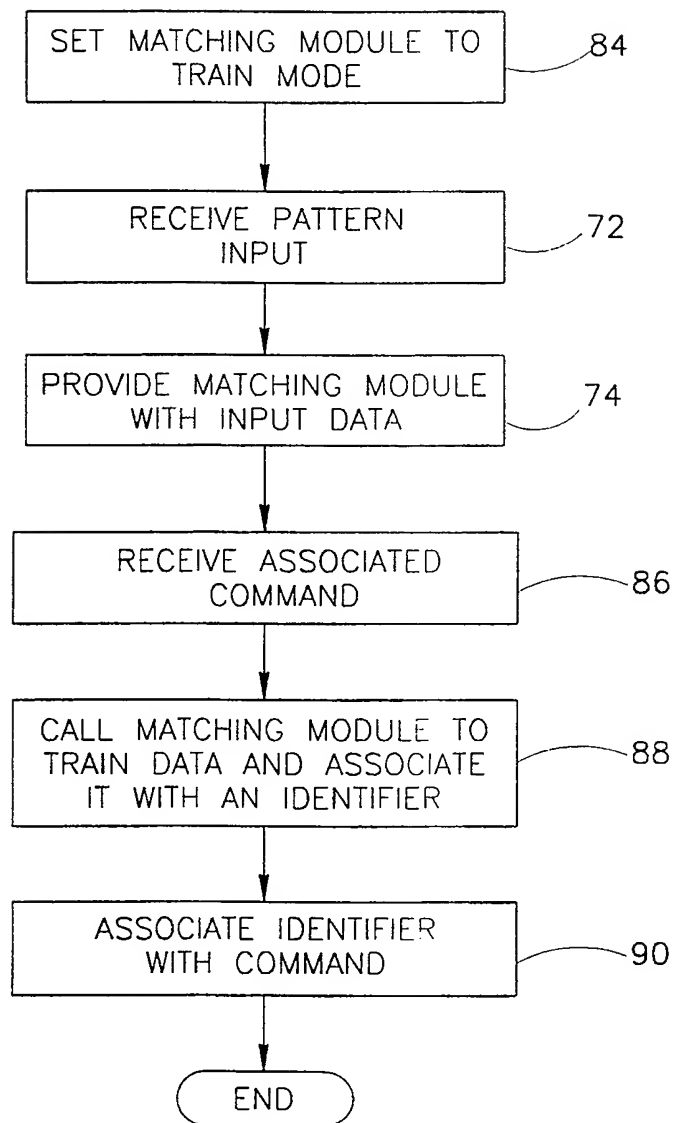 SET MATCHING MODULE TO
TRAIN MODE
84
RECEIVE PATTERN
INPUT
72
PROVIDE MATCHING MODULE
WITH INPUT DATA
74
RECEIVE ASSOCIATED
COMMAND
86
CALL MATCHING MODULE TO
TRAIN DATA AND ASSOCIATE
IT WITH AN IDENTIFIER
88
ASSOCIATE IDENTIFIER
WITH COMMAND
90
END